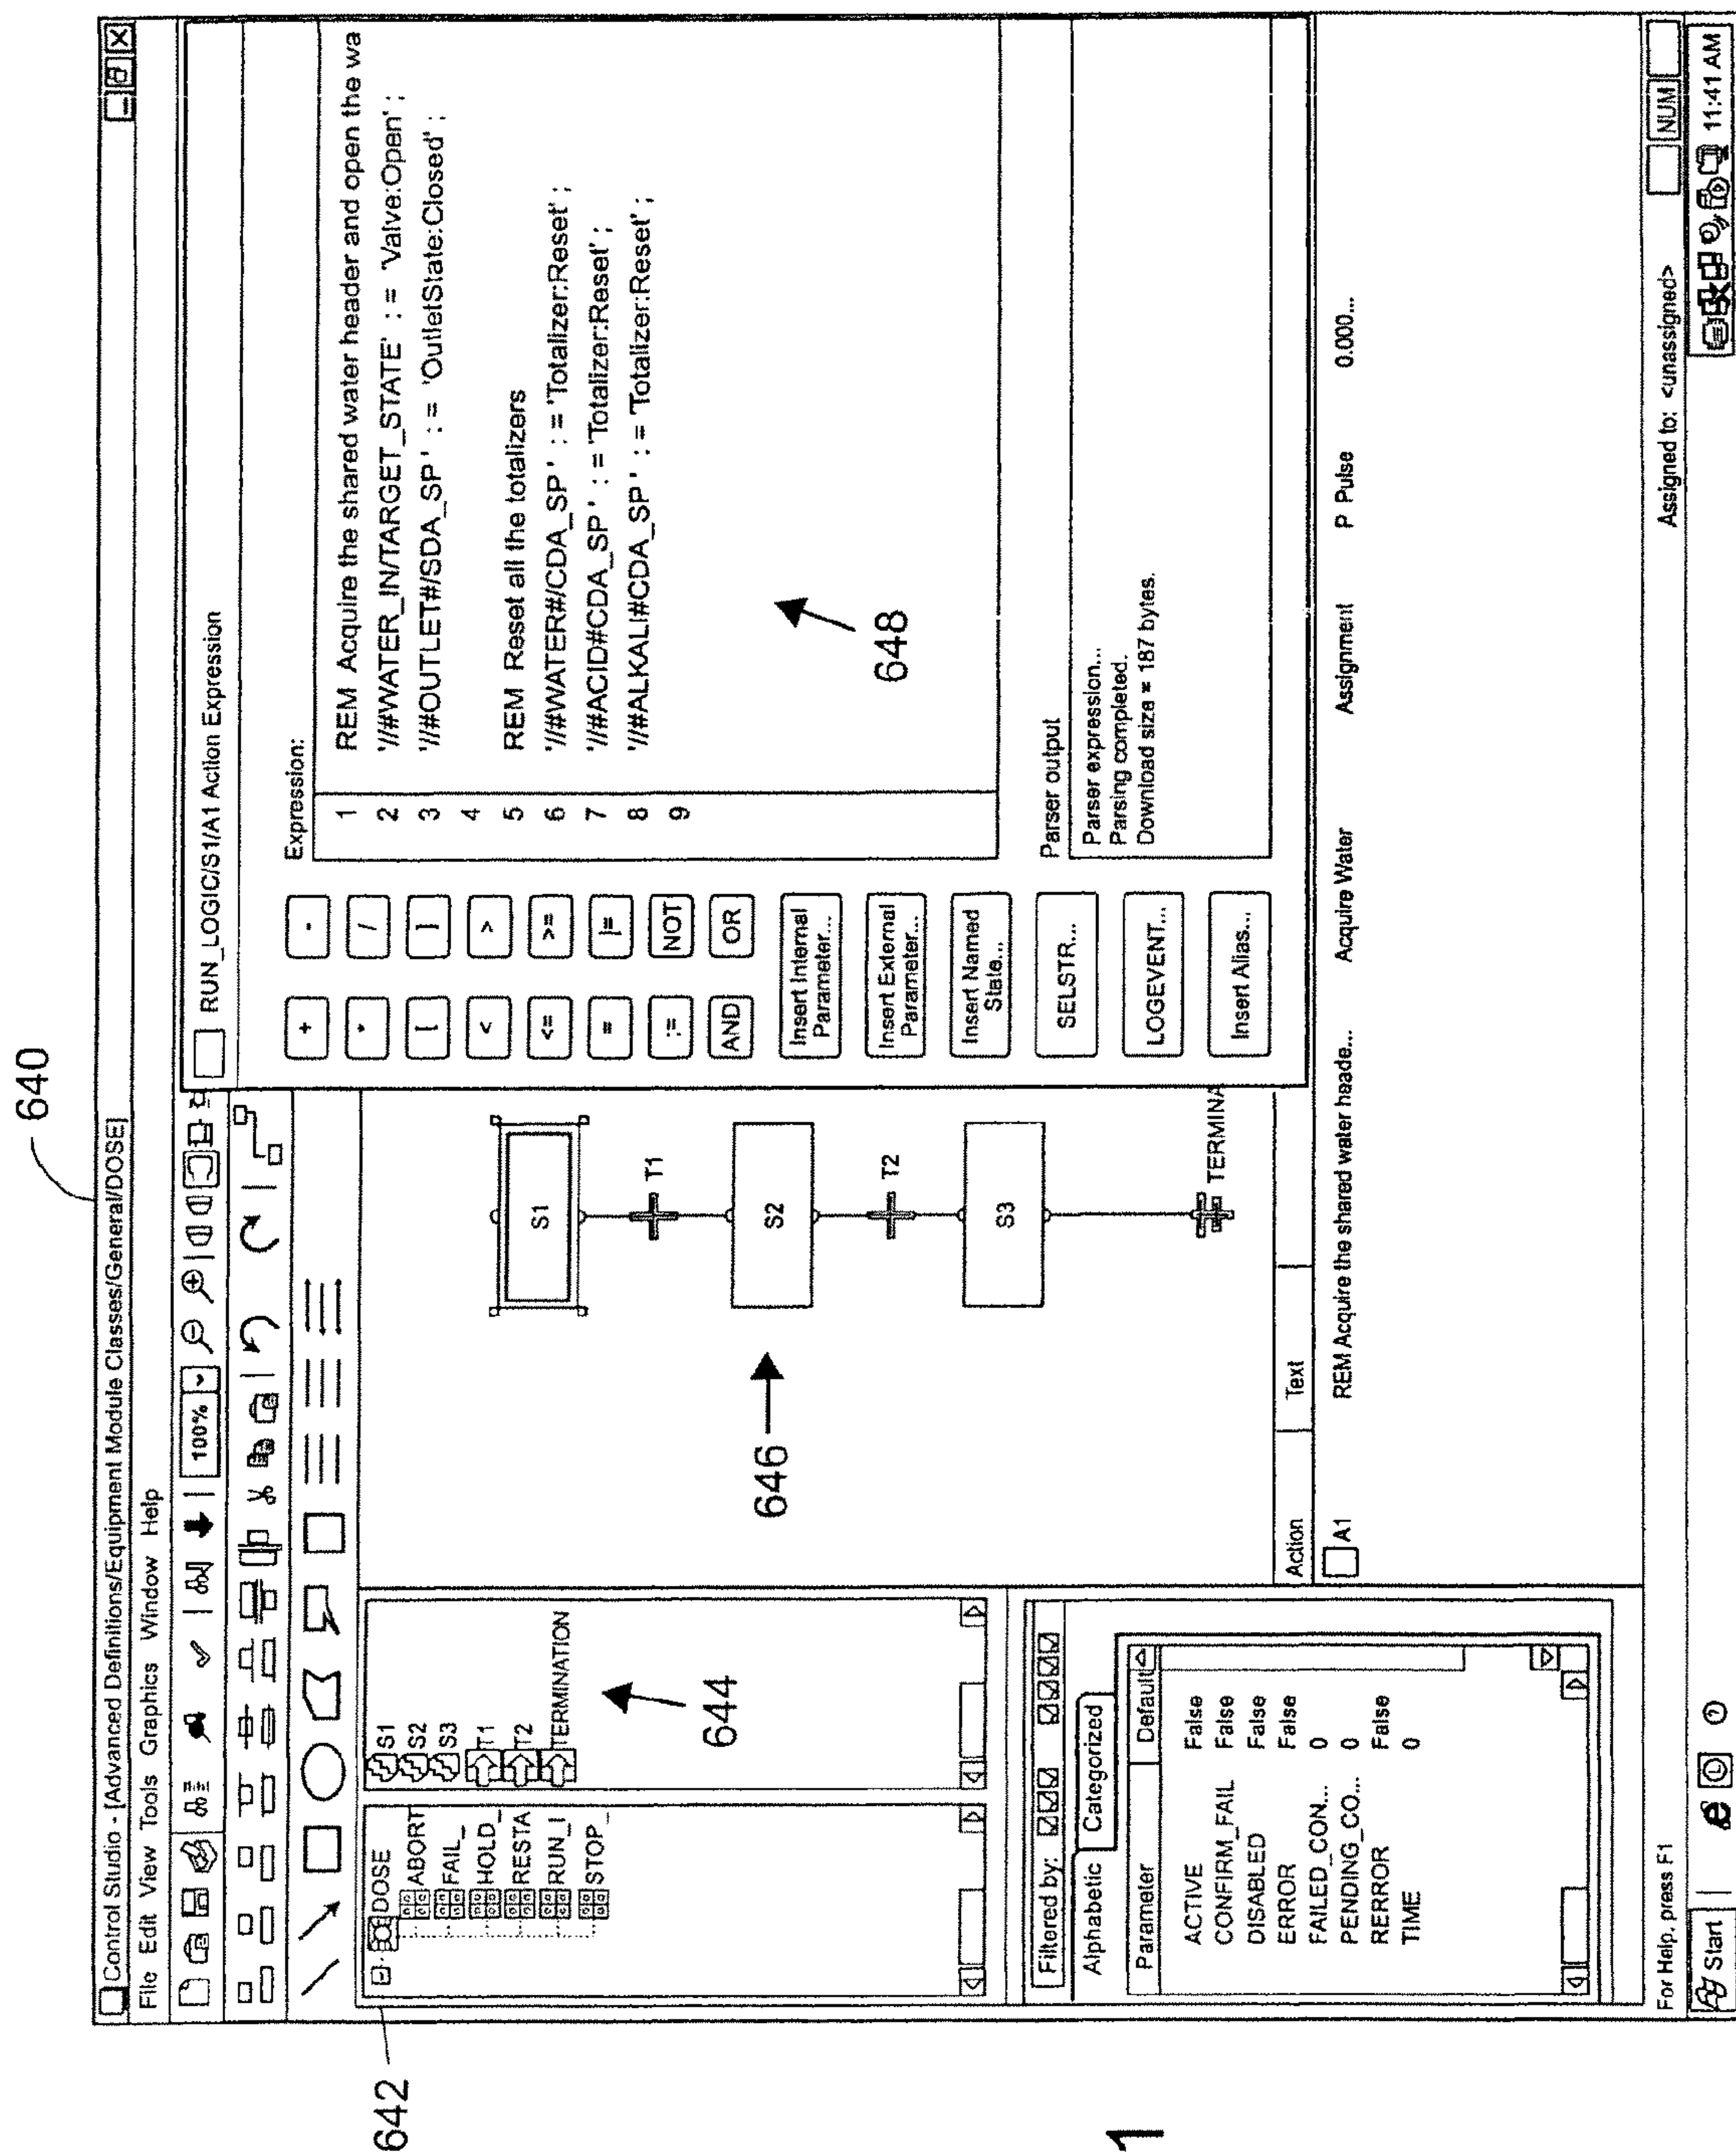 640
Control Studio - [Advanced Definitions/Equipment Module Classes/General/DOSE]
File Edit View Tools Graphics Window Help
100%
642
DOSE
ABORT
FAIL_
HOLD_
RESTA
RUN_I
STOP_
S1
S2
S3
T1
T2
TERMINATION
644
Filtered by:
Alphabetic Categorized
Parameter Default
ACTIVE False
CONFIRM_FAIL False
DISABLED False
ERROR False
FAILED_CON... 0
PENDING_CO... 0
RERROR False
TIME 0
S1
T1
S2
T2
S3
TERMINA
646
RUN_LOGIC/S1/A1 Action Expression
+ -
* /
( )
< >
<= >=
= !=
:= NOT
AND OR
Insert Internal
Parameter...
Insert External
Parameter...
Insert Named
State...
SELSTR...
LOGEVENT...
Insert Alias...
Expression:
1 REM Acquire the shared water header and open the wa
2 '//#WATER_IN/TARGET_STATE' := 'Valve:Open' ;
3 '//#OUTLET#/SDA_SP' := 'OutletState:Closed' ;
4
5 REM Reset all the totalizers
6 '//#WATER#/CDA_SP' := 'Totalizer:Reset' ;
7 '//#ACID#CDA_SP' := 'Totalizer:Reset' ;
8 '//#ALKALI#CDA_SP' := 'Totalizer:Reset' ;
9
648
Parser output
Parser expression...
Parsing completed.
Download size = 187 bytes.
Action Text
A1 REM Acquire the shared water heade... Acquire Water Assignment P Pulse 0.000...
For Help, press F1 Assigned to: <unassigned> NUM
Start 11:41 AM
1